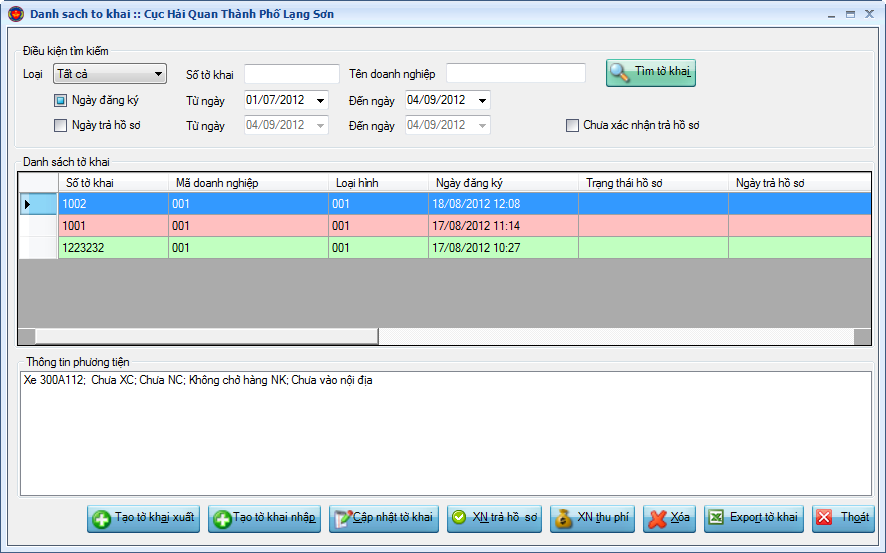 Danh sach to khai :: Cục Hải Quan Thành Phố Lạng Sơn
Điều kiện tìm kiếm
Loại Tất cả Số tờ khai Tên doanh nghiệp Tìm tờ khai
Ngày đăng ký Từ ngày 01/07/2012 Đến ngày 04/09/2012
Ngày trả hồ sơ Từ ngày 04/09/2012 Đến ngày 04/09/2012 Chưa xác nhận trả hồ sơ
Danh sách tờ khai
Số tờ khai Mã doanh nghiệp Loại hình Ngày đăng ký Trạng thái hồ sơ Ngày trả hồ sơ
1002 001 001 18/08/2012 12:08
1001 001 001 17/08/2012 11:14
1223232 001 001 17/08/2012 10:27
Thông tin phương tiện
Xe 300A112; Chưa XC; Chưa NC; Không chở hàng NK; Chưa vào nội địa
Tạo tờ khai xuất Tạo tờ khai nhập Cập nhật tờ khai XN trả hồ sơ XN thu phí Xóa Export tờ khai Thoát